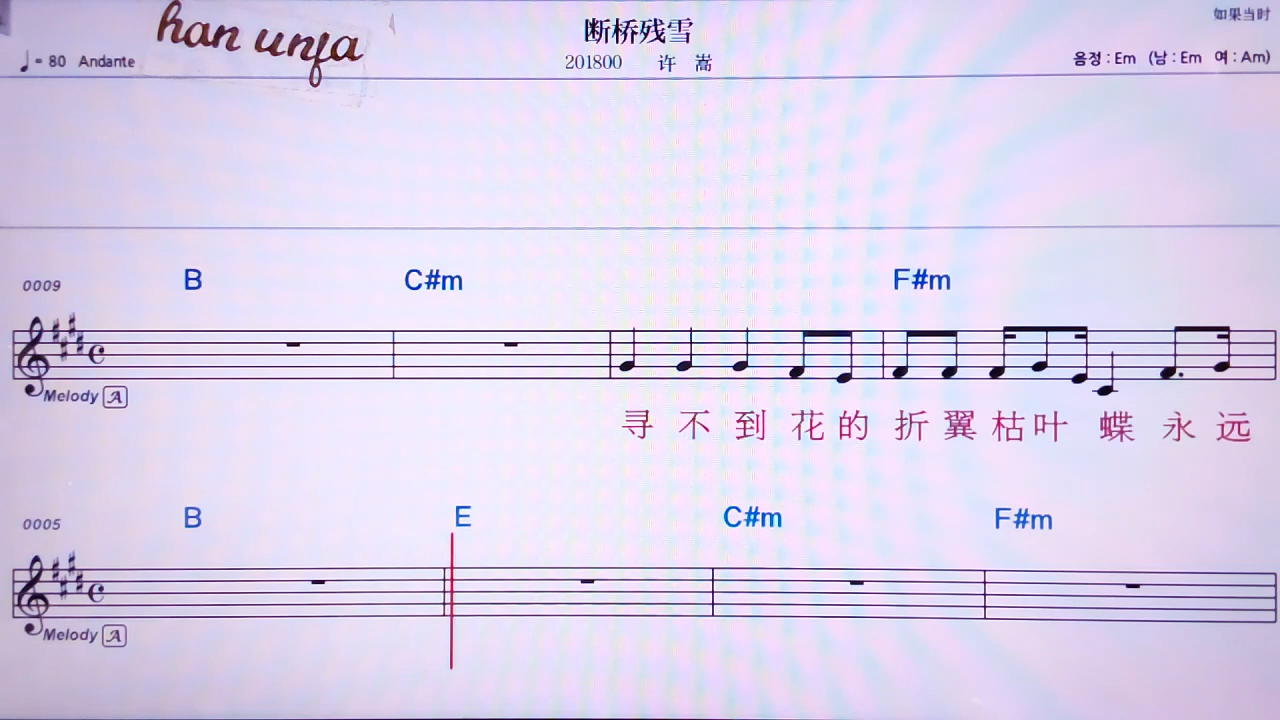 han unfa
断桥残雪
如果当时
♩= 80 Andante
201800 许 嵩
음정 : Em (남 : Em 여 : Am)
0009 B C#m F#m
Melody A
寻 不 到 花 的 折 翼 枯 叶 蝶 永 远
0005 B E C#m F#m
Melody A